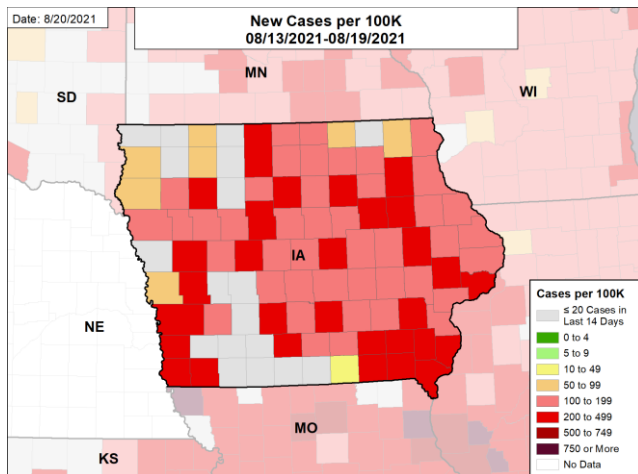 Date: 8/20/2021
New Cases per 100K
08/13/2021-08/19/2021
MN
SD
WI
IA
NE
MO
KS
Cases per 100K
≤ 20 Cases in
Last 14 Days
0 to 4
5 to 9
10 to 49
50 to 99
100 to 199
200 to 499
500 to 749
750 or More
No Data